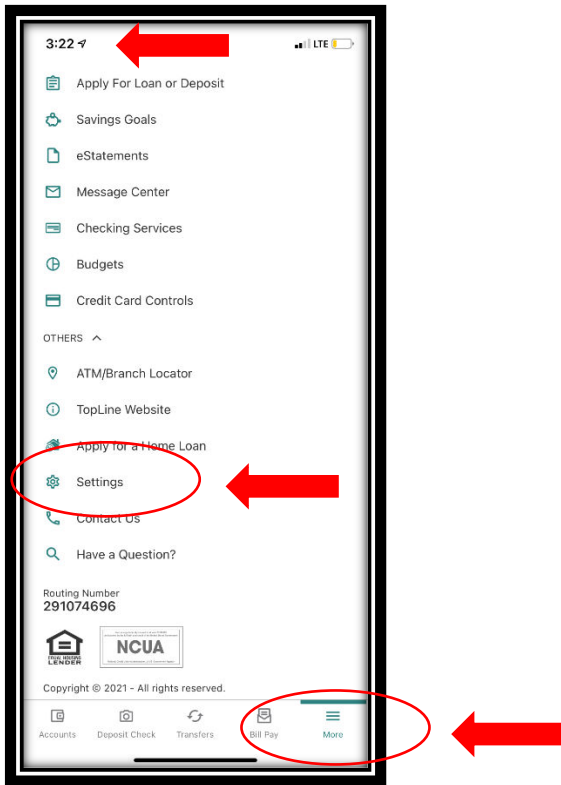 3:22 LTE
Apply For Loan or Deposit
Savings Goals
eStatements
Message Center
Checking Services
Budgets
Credit Card Controls
OTHERS
ATM/Branch Locator
TopLine Website
Apply for a Home Loan
Settings
Contact Us
Have a Question?
Routing Number
291074696
EQUAL HOUSING
LENDER
NCUA
Copyright © 2021 - All rights reserved.
Accounts Deposit Check Transfers Bill Pay More